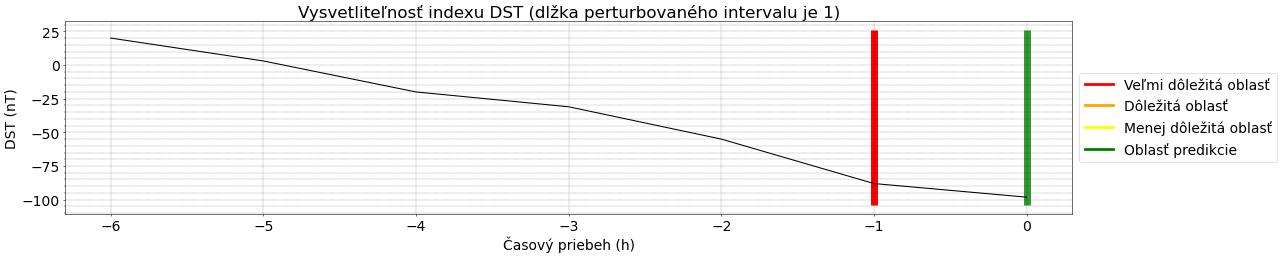 Vysvetliteľnosť indexu DST (dlžka perturbovaného intervalu je 1)
DST (nT)
25
0
−25
−50
−75
−100
−6
−5
−4
−3
−2
−1
0
Časový priebeh (h)
Veľmi dôležitá oblasť
Dôležitá oblasť
Menej dôležitá oblasť
Oblasť predikcie